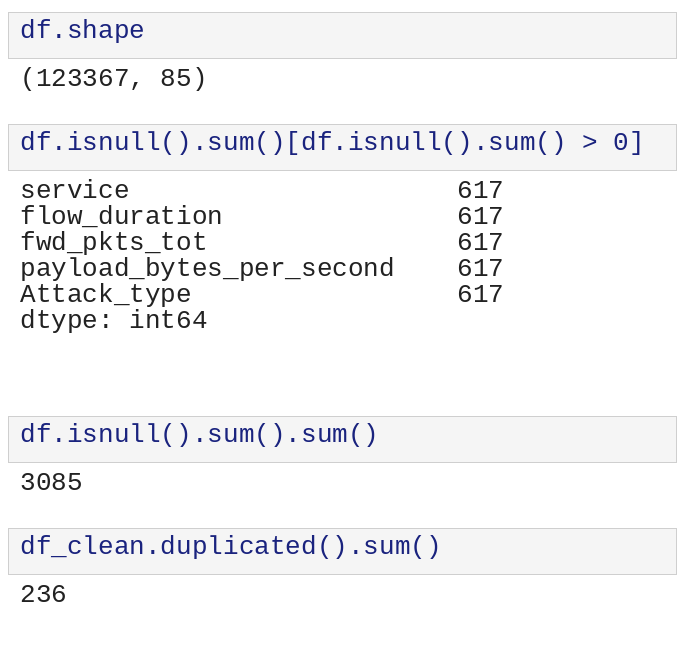 df.shape
(123367, 85)
df.isnull().sum()[df.isnull().sum() > 0]
service 617
flow_duration 617
fwd_pkts_tot 617
payload_bytes_per_second 617
Attack_type 617
dtype: int64
df.isnull().sum().sum()
3085
df_clean.duplicated().sum()
236